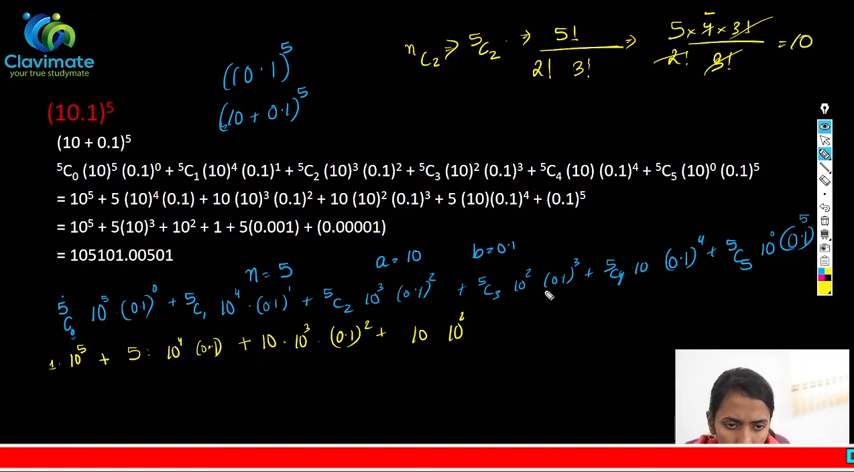 Clavimate
your true studymate
(10.1)⁵
(10 + 0.1)⁵
ⁿC₂ ⇒ ⁵C₂ ⇒ 5! / 2! 3! ⇒ 5 × 4 × 3! / 2! 3! = 10
(10.1)⁵
(10 + 0.1)⁵
⁵C₀ (10)⁵ (0.1)⁰ + ⁵C₁ (10)⁴ (0.1)¹ + ⁵C₂ (10)³ (0.1)² + ⁵C₃ (10)² (0.1)³ + ⁵C₄ (10) (0.1)⁴ + ⁵C₅ (10)⁰ (0.1)⁵
= 10⁵ + 5 (10)⁴ (0.1) + 10 (10)³ (0.1)² + 10 (10)² (0.1)³ + 5 (10)(0.1)⁴ + (0.1)⁵
= 10⁵ + 5(10)³ + 10² + 1 + 5(0.001) + (0.00001)
= 105101.00501
n = 5 a = 10 b = 0.1
⁵C₀ 10⁵ (0.1)⁰ + ⁵C₁ 10⁴ (0.1)¹ + ⁵C₂ 10³ (0.1)² + ⁵C₃ 10² (0.1)³ + ⁵C₄ 10 (0.1)⁴ + ⁵C₅ 10⁰ (0.1)⁵
1. 10⁵ + 5. 10⁴ (0.1) + 10 · 10³ · (0.1)² + 10 10²